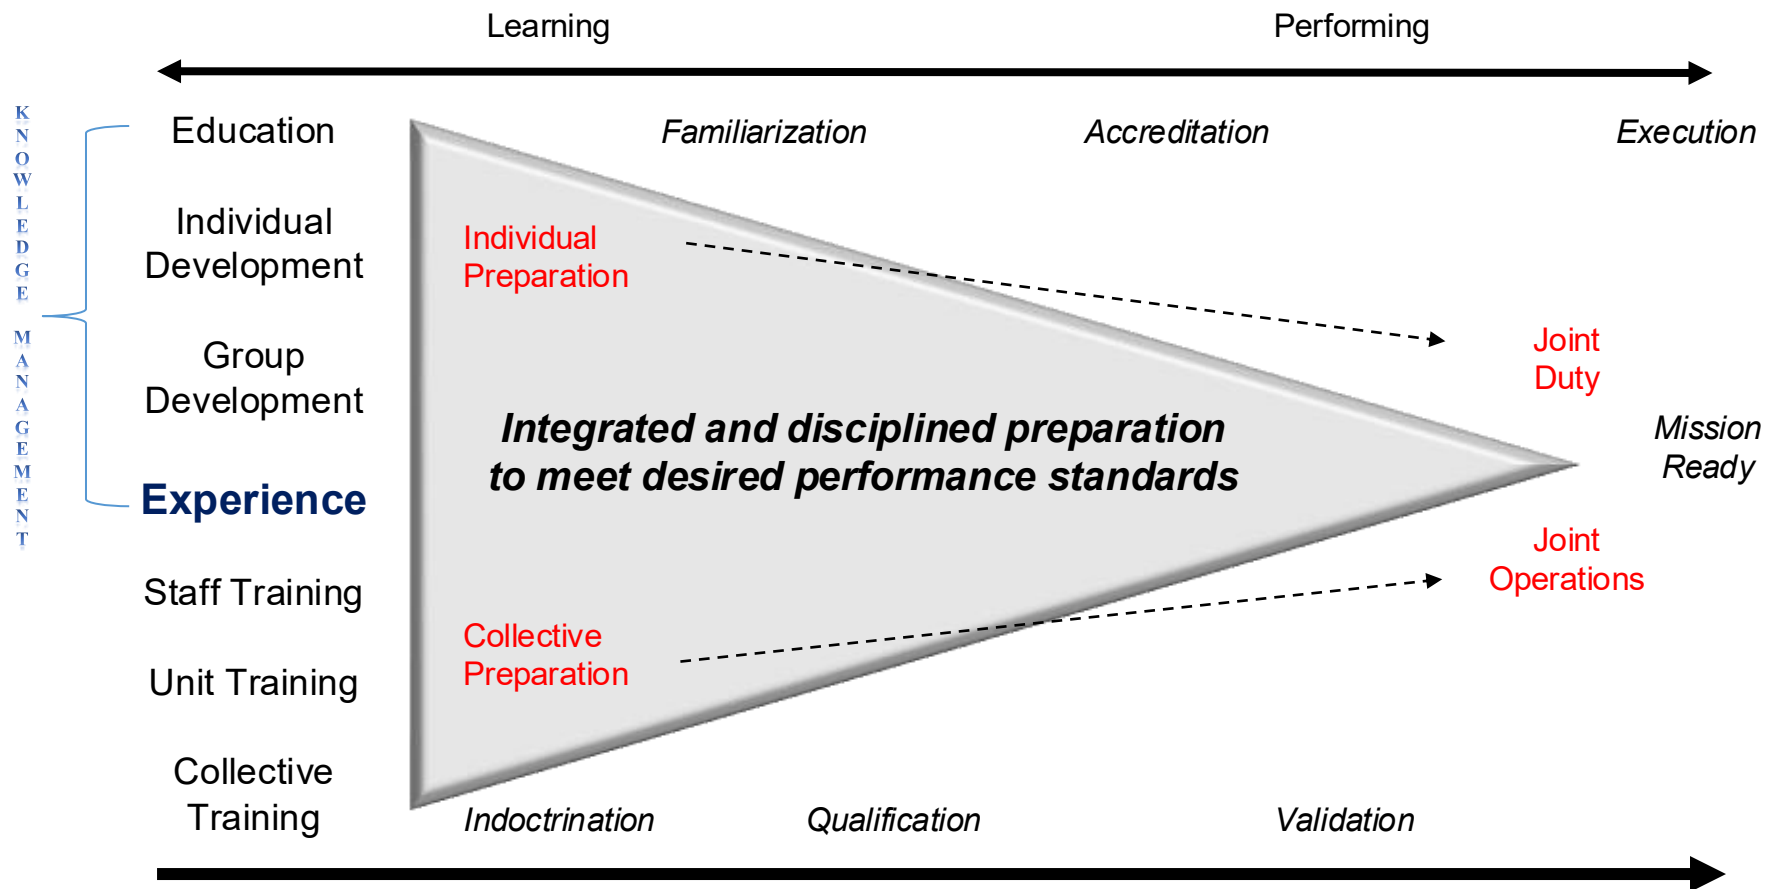 Learning
Performing
KNOWLEDGE MANAGEMENT
Education
Familiarization
Accreditation
Execution
Individual
Development
Individual
Preparation
Group
Development
Joint
Duty
Integrated and disciplined preparation
to meet desired performance standards
Mission
Ready
Experience
Joint
Operations
Staff Training
Collective
Preparation
Unit Training
Collective
Training
Indoctrination
Qualification
Validation